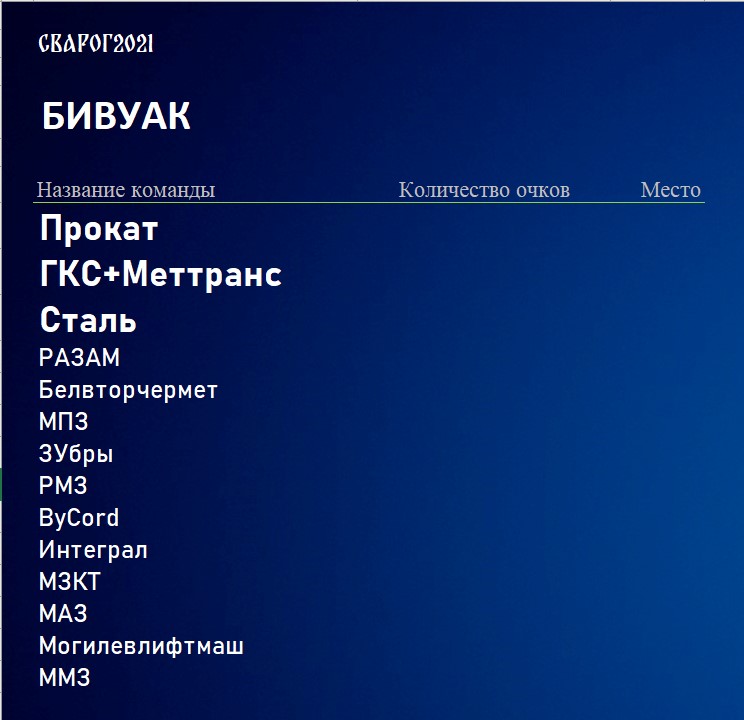 СВАРОГ2021
БИВУАК
Название команды Количество очков Место
Прокат
ГКС+Меттранс
Сталь
РАЗАМ
Белвторчермет
МПЗ
ЗУбры
РМЗ
ByCord
Интеграл
МЗКТ
МАЗ
Могилевлифтмаш
ММЗ